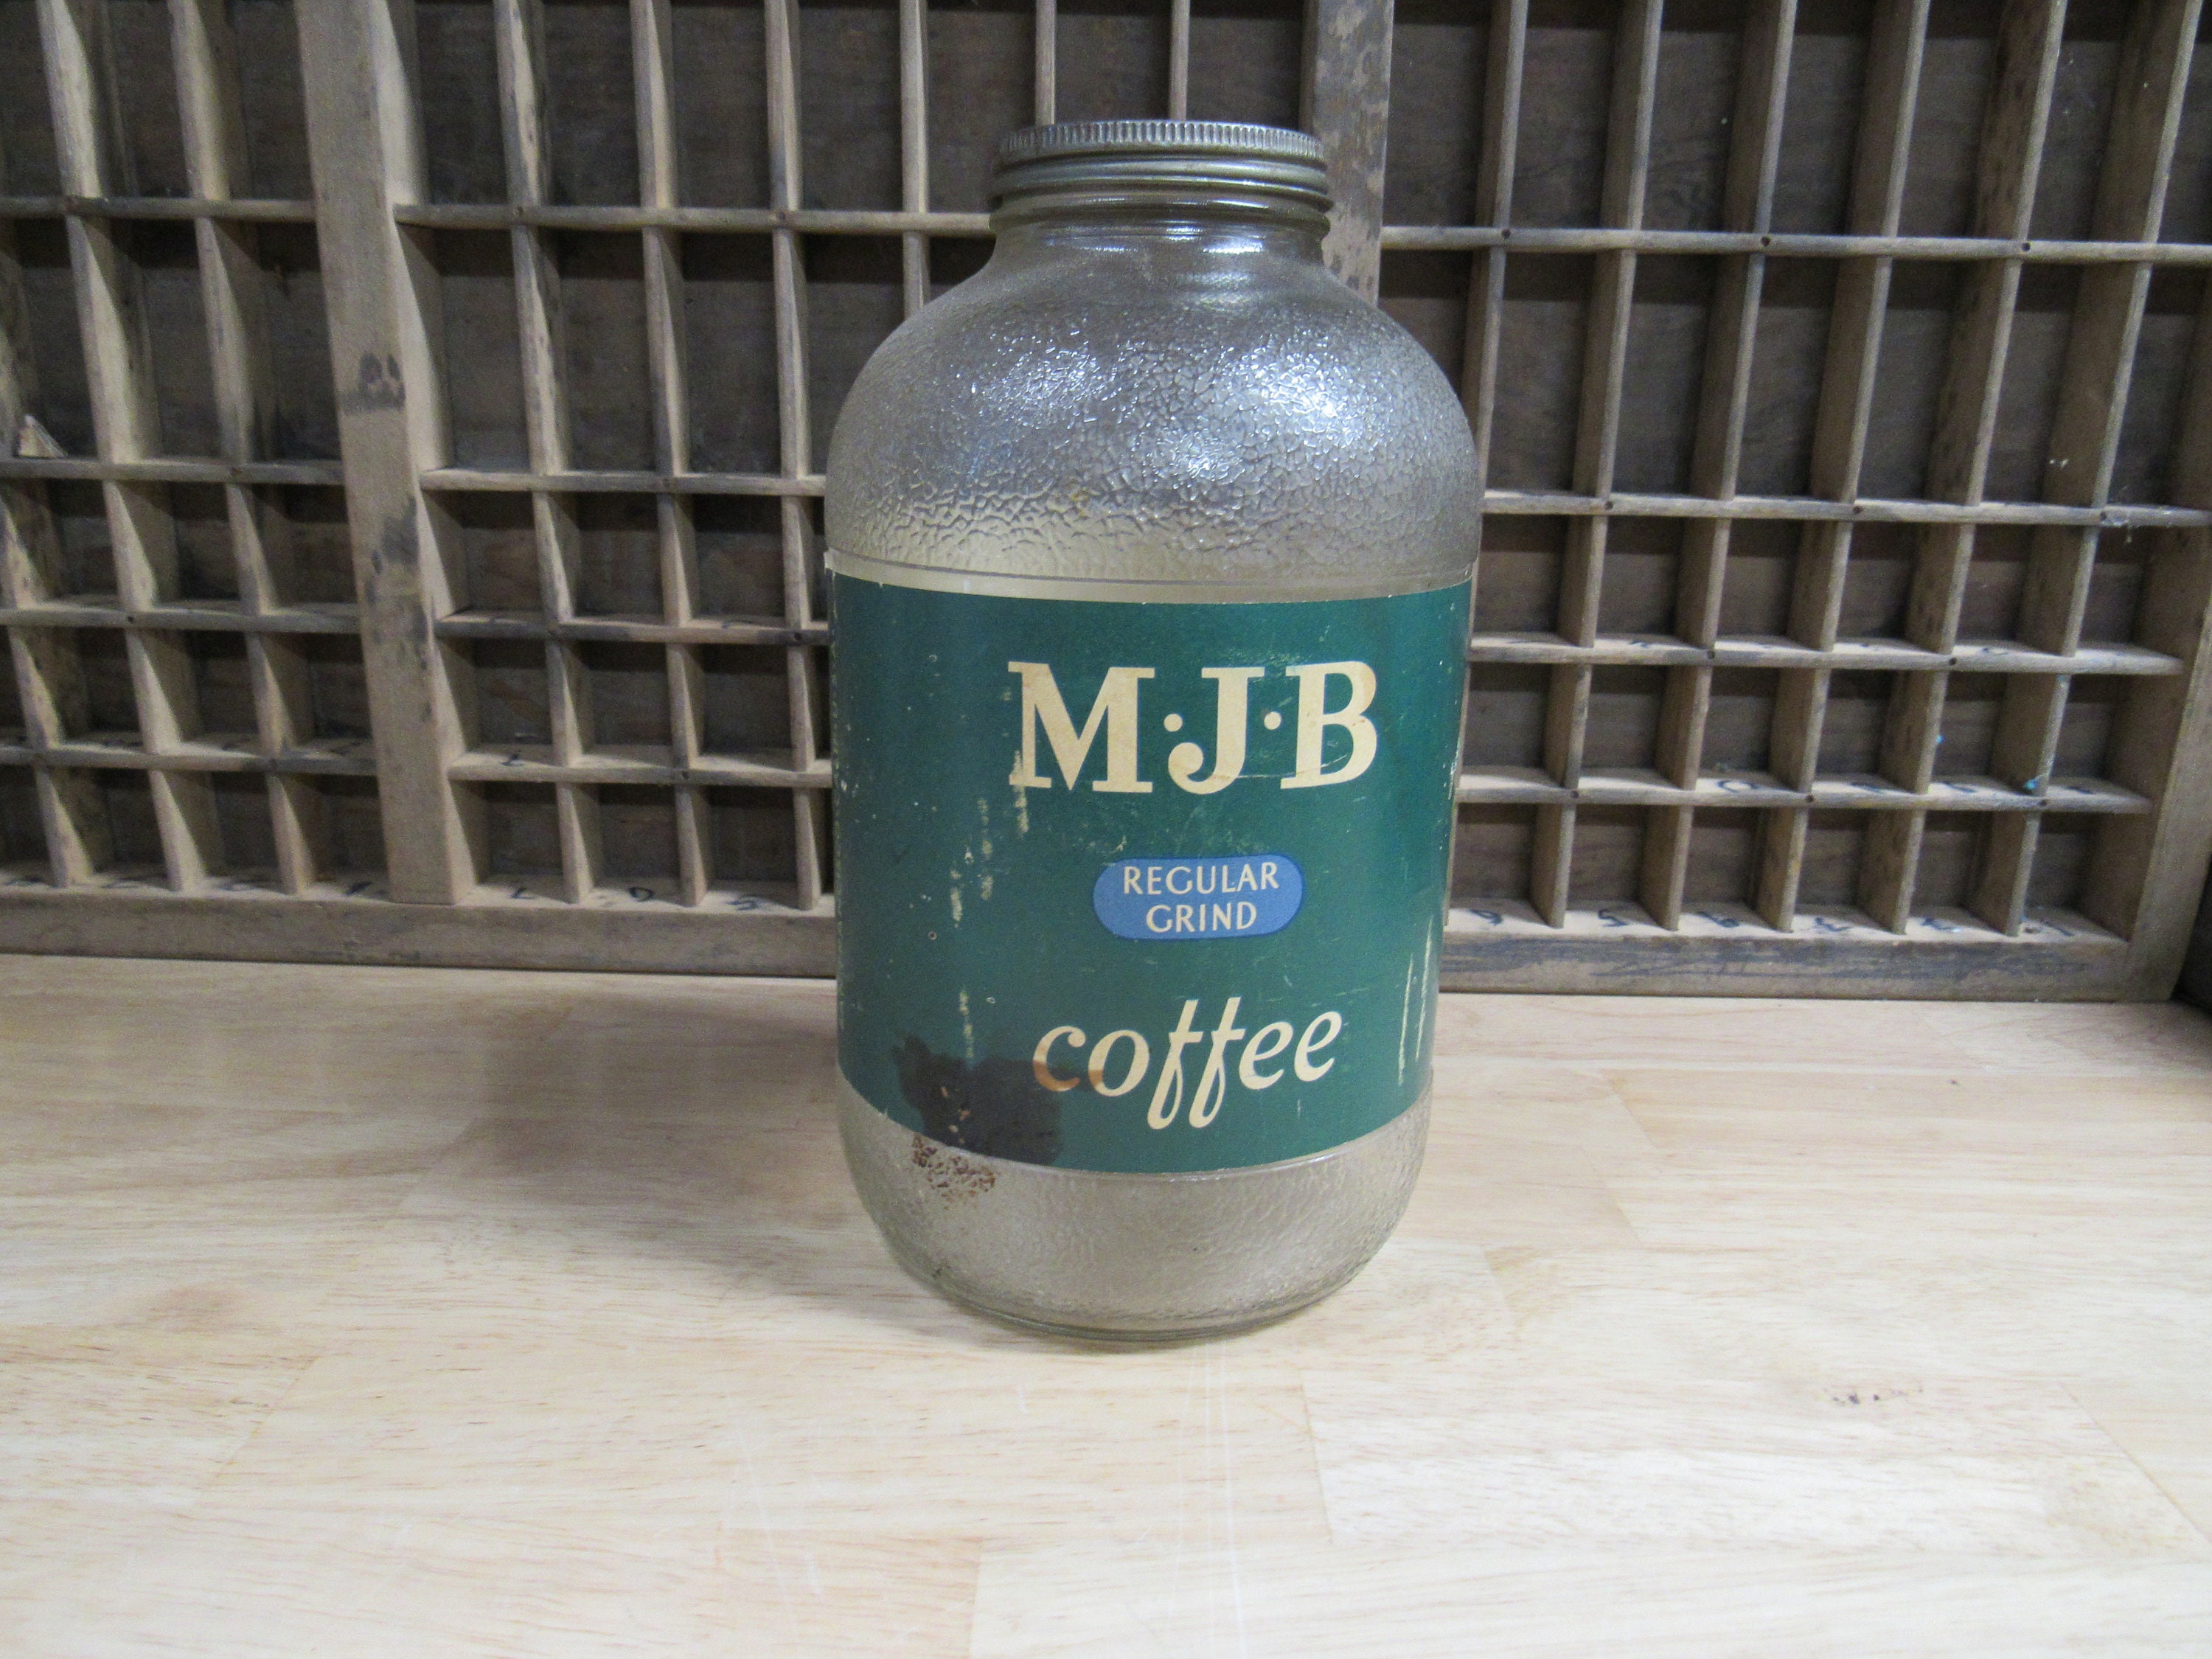 M·J·B
REGULAR
GRIND
coffee